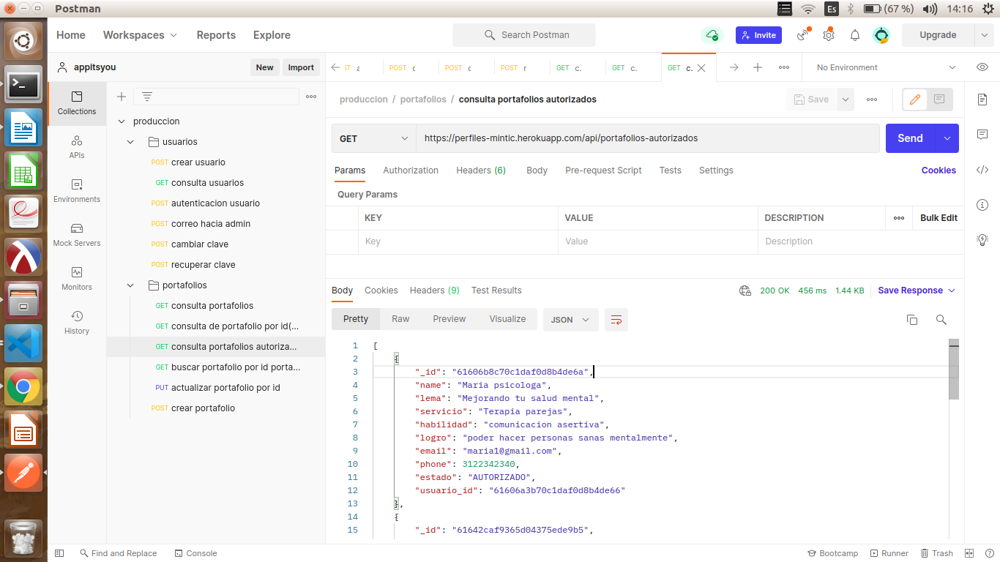 Postman
Es (67 %) 14:16
Home Workspaces Reports Explore Search Postman Invite Upgrade
appitsyou New Import
ST POST c POST c POST r GET c. GET c. GET c. No Environment
Collections
APIs
Environments
Mock Servers
Monitors
History
produccion
usuarios
POST crear usuario
GET consulta usuarios
POST autenticacion usuario
POST correo hacia admin
POST cambiar clave
POST recuperar clave
portafolios
GET consulta portafolios
GET consulta de portafolio por id(...
GET consulta portafolios autoriza...
GET buscar portafolio por id porta...
PUT actualizar portafolio por id
POST crear portafolio
produccion / portafolios / consulta portafolios autorizados Save
GET https://perfiles-mintic.herokuapp.com/api/portafolios-autorizados Send
Params Authorization Headers (6) Body Pre-request Script Tests Settings Cookies
Query Params
KEY VALUE DESCRIPTION Bulk Edit
Key Value Description
Body Cookies Headers (9) Test Results 200 OK 456 ms 1.44 KB Save Response
Pretty Raw Preview Visualize JSON
1 [
2 {
3 "_id": "61606b8c70c1daf0d8b4de6a",
4 "name": "Maria psicologa",
5 "lema": "Mejorando tu salud mental",
6 "servicio": "Terapia parejas",
7 "habilidad": "comunicacion asertiva",
8 "logro": "poder hacer personas sanas mentalmente",
9 "email": "maria1@gmail.com",
10 "phone": 3122342340,
11 "estado": "AUTORIZADO",
12 "usuario_id": "61606a3b70c1daf0d8b4de66"
13 },
14 {
15 "_id": "61642caf9365d04375ede9b5",
Find and Replace Console Bootcamp Runner Trash